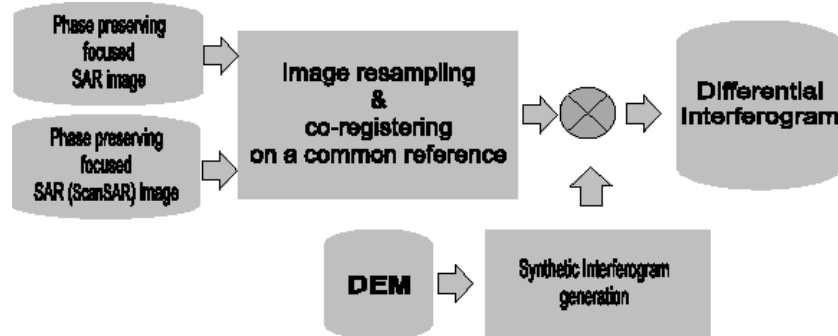 Phase preserving
focused
SAR image
Phase preserving
focused
SAR (ScanSAR) Image
Image resampling
&
co-registering
on a common reference
Differential
Interferogram
DEM
Synthetic Interferogram
generation